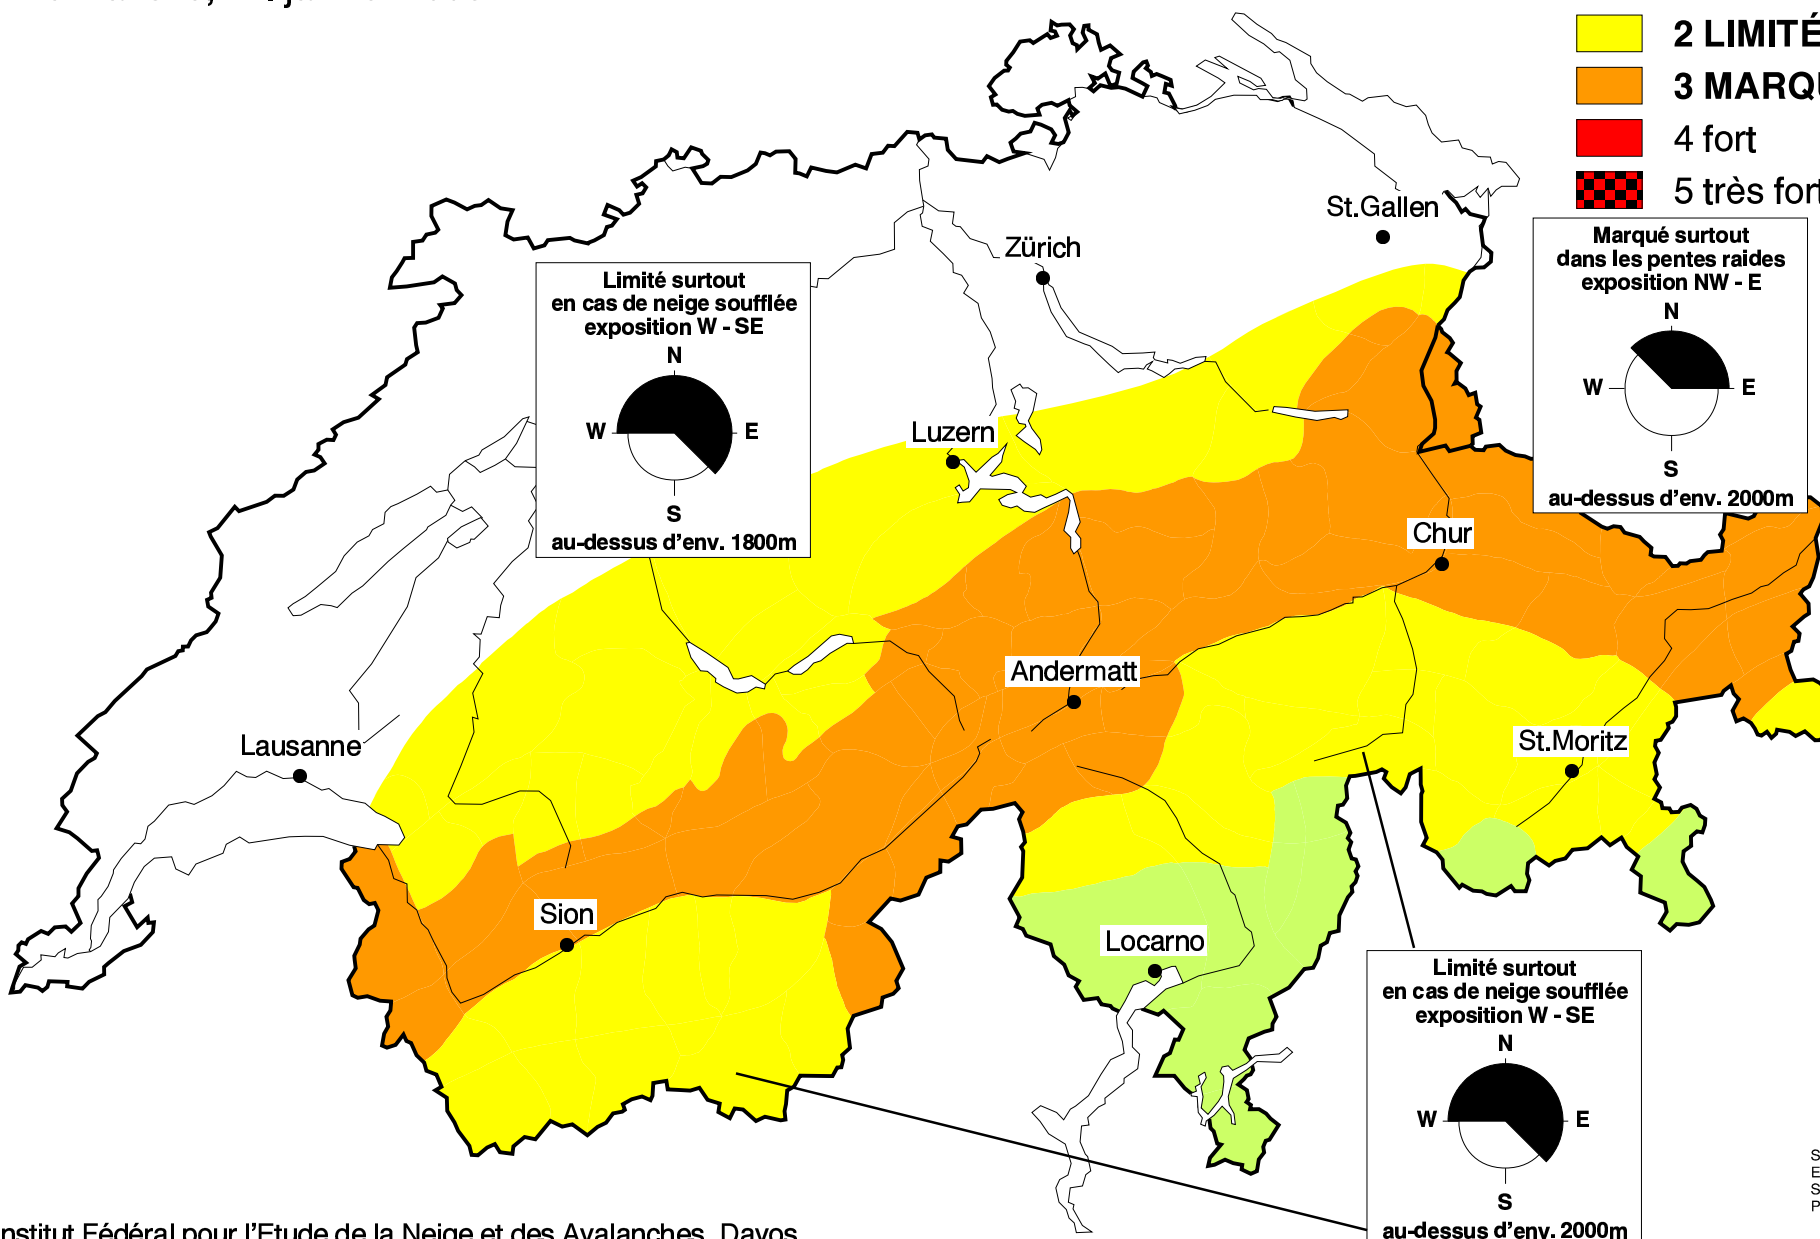 2 LIMITÉ
3 MARQU
4 fort
5 très fort
St.Gallen
Zürich
Marqué surtout
dans les pentes raides
exposition NW - E
N
W
E
S
au-dessus d'env. 2000m
Limité surtout
en cas de neige soufflée
exposition W - SE
N
W
E
S
au-dessus d'env. 1800m
Luzern
Chur
Andermatt
Lausanne
St.Moritz
Sion
Locarno
Limité surtout
en cas de neige soufflée
exposition W - SE
N
W
E
S
au-dessus d'env. 2000m
S
E
S
P
nstitut Fédéral pour l'Etude de la Neige et des Avalanches, Davos